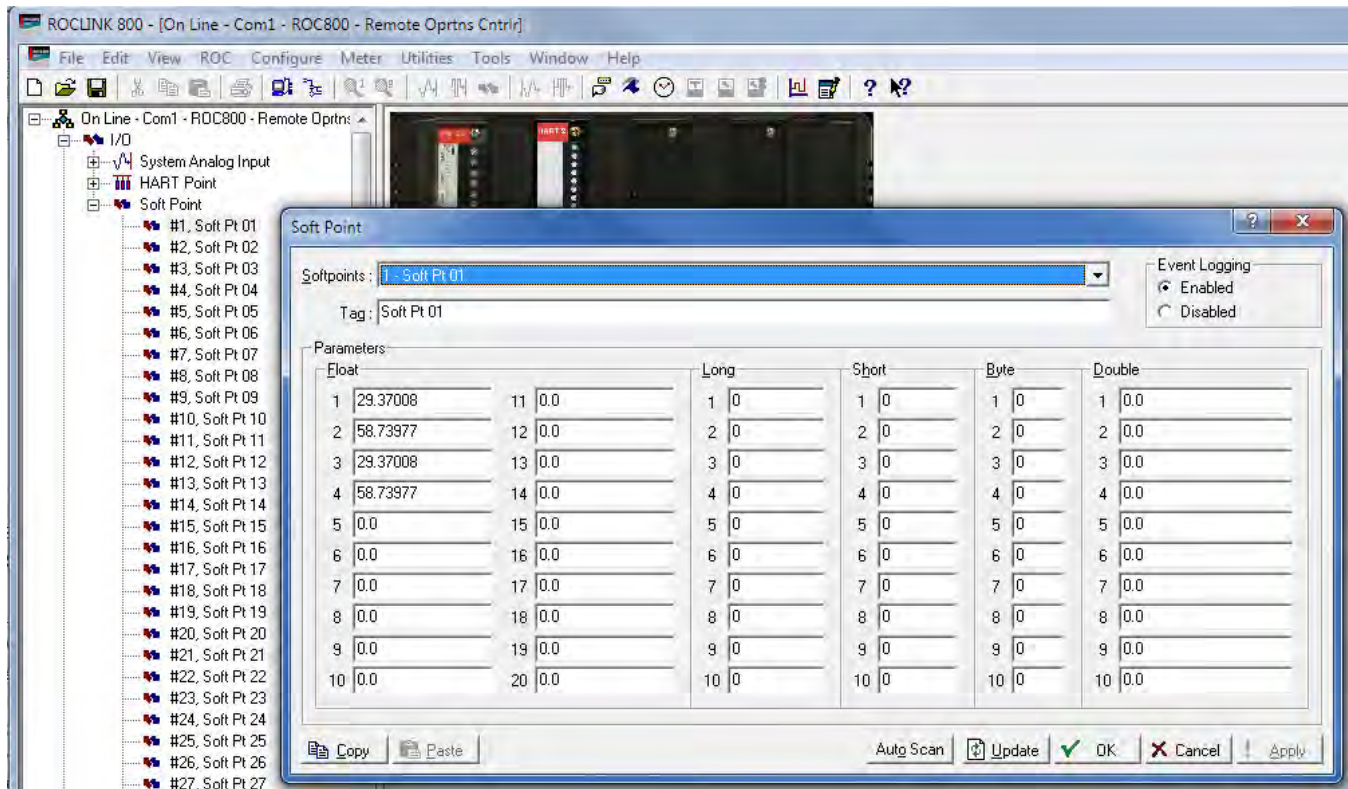 ROCLINK 800 - [On Line - Com1 - ROC800 - Remote Oprtns Cntrlr]
File Edit View ROC Configure Meter Utilities Tools Window Help
On Line - Com1 - ROC800 - Remote Oprtns
I/O
System Analog Input
HART Point
Soft Point
#1, Soft Pt 01
#2, Soft Pt 02
#3, Soft Pt 03
#4, Soft Pt 04
#5, Soft Pt 05
#6, Soft Pt 06
#7, Soft Pt 07
#8, Soft Pt 08
#9, Soft Pt 09
#10, Soft Pt 10
#11, Soft Pt 11
#12, Soft Pt 12
#13, Soft Pt 13
#14, Soft Pt 14
#15, Soft Pt 15
#16, Soft Pt 16
#17, Soft Pt 17
#18, Soft Pt 18
#19, Soft Pt 19
#20, Soft Pt 20
#21, Soft Pt 21
#22, Soft Pt 22
#23, Soft Pt 23
#24, Soft Pt 24
#25, Soft Pt 25
#26, Soft Pt 26
#27, Soft Pt 27
HART 2
Soft Point
Softpoints : 1 - Soft Pt 01
Tag : Soft Pt 01
Event Logging
Enabled
Disabled
Parameters
Float Long Short Byte Double
1 29.37008 11 0.0 1 0 1 0 1 0 1 0.0
2 58.73977 12 0.0 2 0 2 0 2 0 2 0.0
3 29.37008 13 0.0 3 0 3 0 3 0 3 0.0
4 58.73977 14 0.0 4 0 4 0 4 0 4 0.0
5 0.0 15 0.0 5 0 5 0 5 0 5 0.0
6 0.0 16 0.0 6 0 6 0 6 0 6 0.0
7 0.0 17 0.0 7 0 7 0 7 0 7 0.0
8 0.0 18 0.0 8 0 8 0 8 0 8 0.0
9 0.0 19 0.0 9 0 9 0 9 0 9 0.0
10 0.0 20 0.0 10 0 10 0 10 0 10 0.0
Copy Paste Auto Scan Update OK Cancel Apply